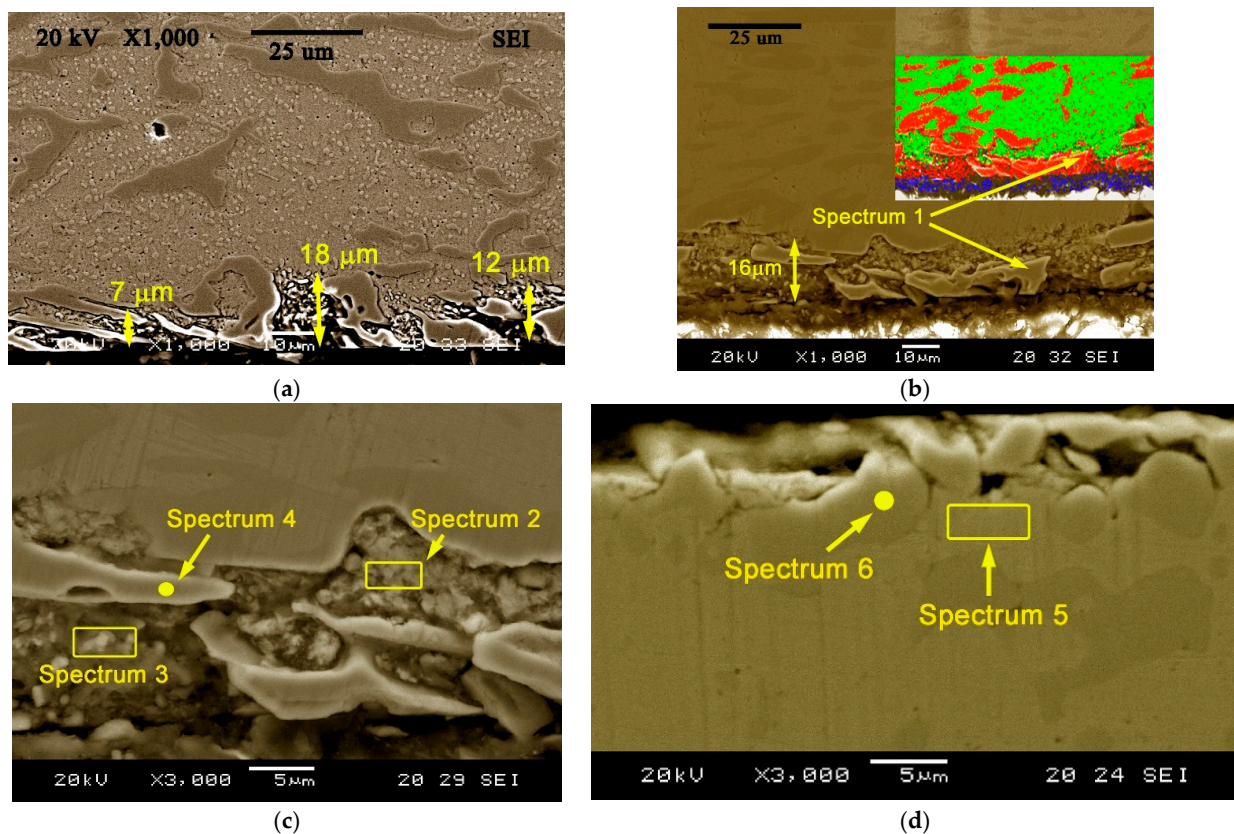 20 kV X1,000 25 um SEI
18 μm
12 μm
7 μm
X1,000 10μm 20 33 SEI
(a)
25 um
Spectrum 1
16μm
20kV X1,000 10μm 20 32 SEI
(b)
Spectrum 4
Spectrum 2
Spectrum 3
20kV X3,000 5μm 20 29 SEI
(c)
Spectrum 6
Spectrum 5
20kV X3,000 5μm 20 24 SEI
(d)